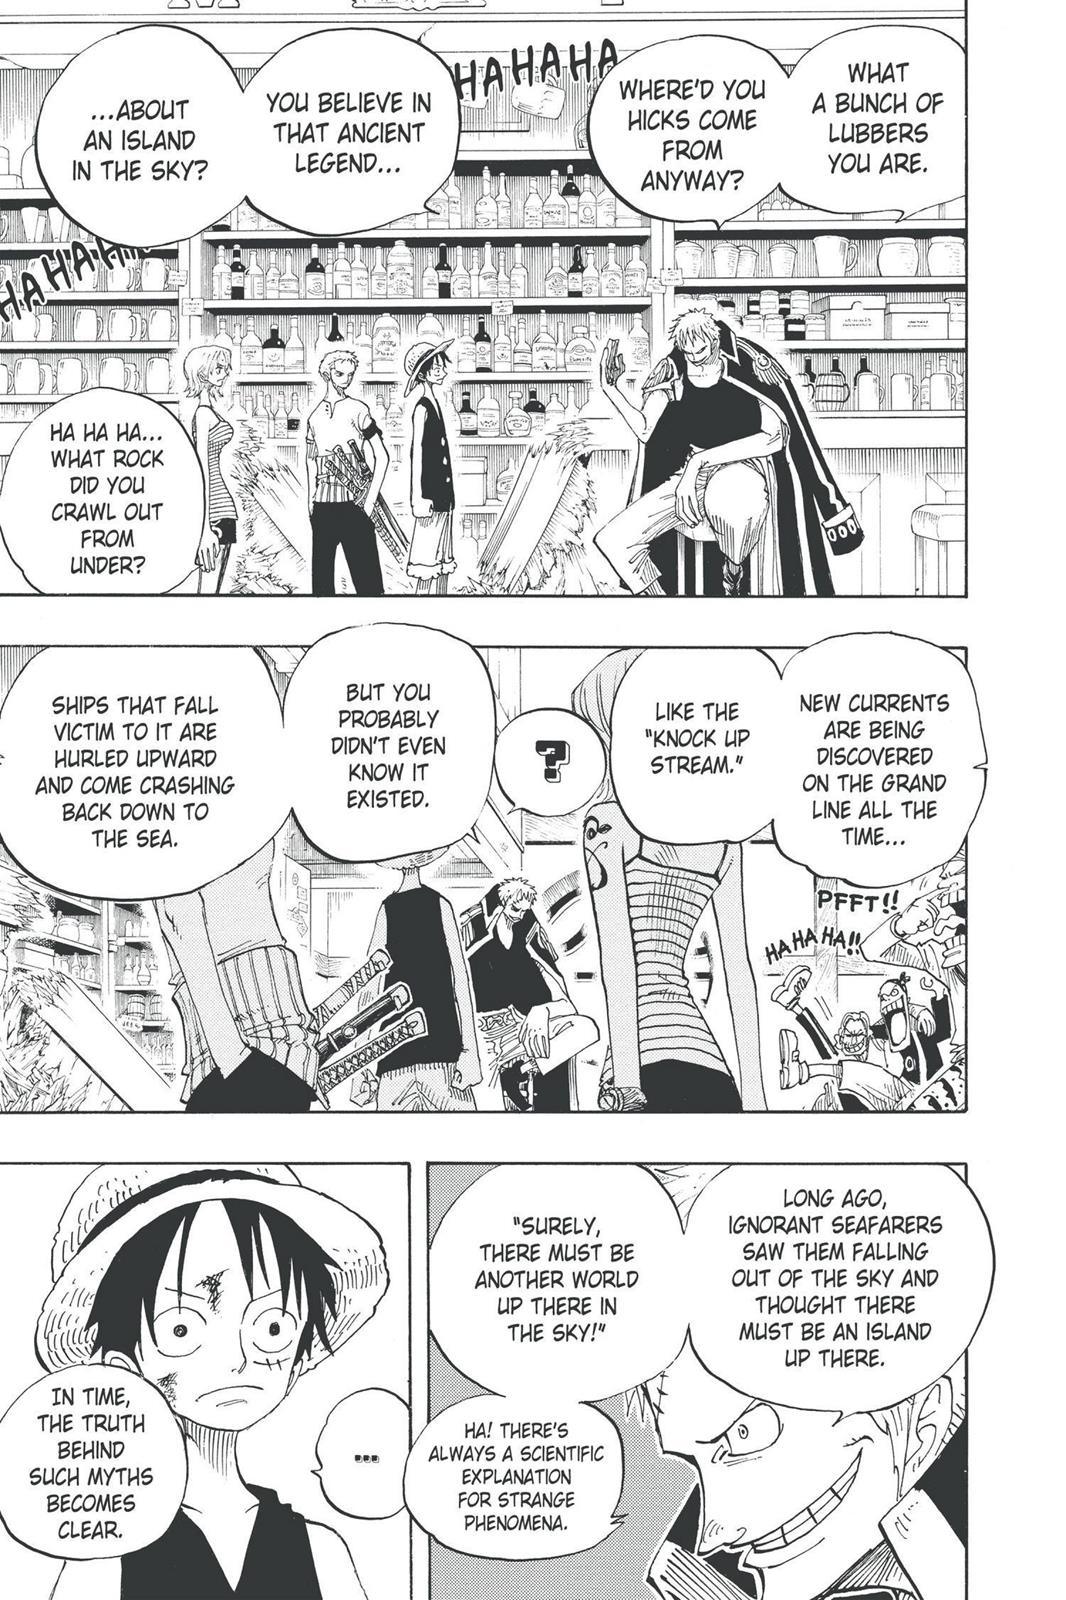 WHAT
A BUNCH OF
LUBBERS
YOU ARE.
WHERE'D YOU
HICKS COME
FROM
ANYWAY?
HAHAHA
YOU BELIEVE IN
THAT ANCIENT
LEGEND...
...ABOUT
AN ISLAND
IN THE SKY?
HAHAHA
HA HA HA...
WHAT ROCK
DID YOU
CRAWL OUT
FROM
UNDER?
NEW CURRENTS
ARE BEING
DISCOVERED
ON THE GRAND
LINE ALL THE
TIME...
LIKE THE
"KNOCK UP
STREAM."
?
BUT YOU
PROBABLY
DIDN'T EVEN
KNOW IT
EXISTED.
SHIPS THAT FALL
VICTIM TO IT ARE
HURLED UPWARD
AND COME CRASHING
BACK DOWN TO
THE SEA.
PFFT!!
HA HA HA!!
LONG AGO,
IGNORANT SEAFARERS
SAW THEM FALLING
OUT OF THE SKY AND
THOUGHT THERE
MUST BE AN ISLAND
UP THERE.
"SURELY,
THERE MUST BE
ANOTHER WORLD
UP THERE IN
THE SKY!"
HA! THERE'S
ALWAYS A SCIENTIFIC
EXPLANATION
FOR STRANGE
PHENOMENA.
...
IN TIME,
THE TRUTH
BEHIND
SUCH MYTHS
BECOMES
CLEAR.